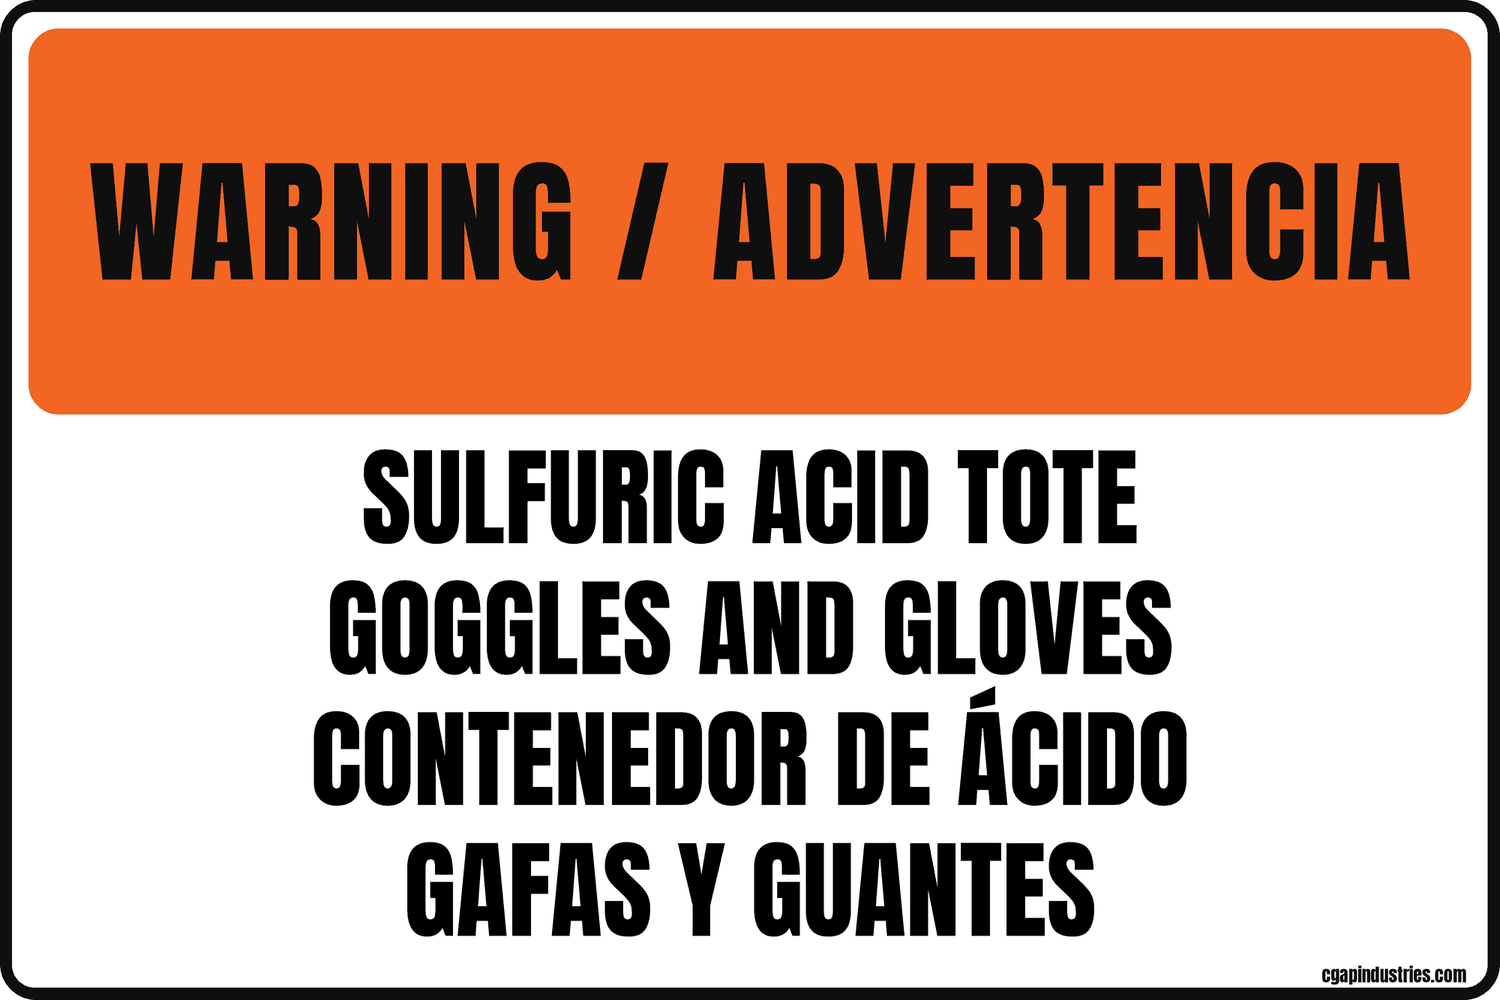 WARNING / ADVERTENCIA
SULFURIC ACID TOTE
GOGGLES AND GLOVES
CONTENEDOR DE ÁCIDO
GAFAS Y GUANTES
cgapindustries.com